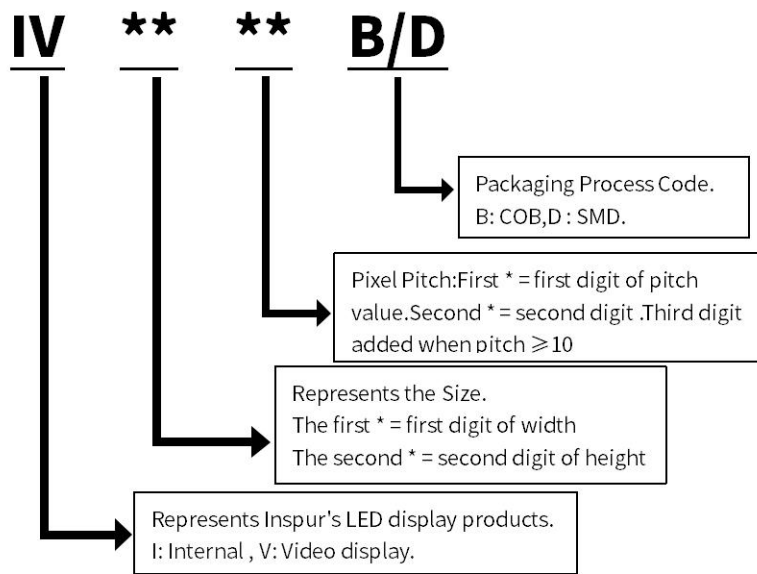 IV ** ** B/D
Packaging Process Code.
B: COB,D : SMD.
Pixel Pitch:First * = first digit of pitch
value.Second * = second digit .Third digit
added when pitch ≥10
Represents the Size.
The first * = first digit of width
The second * = second digit of height
Represents Inspur's LED display products.
I: Internal , V: Video display.